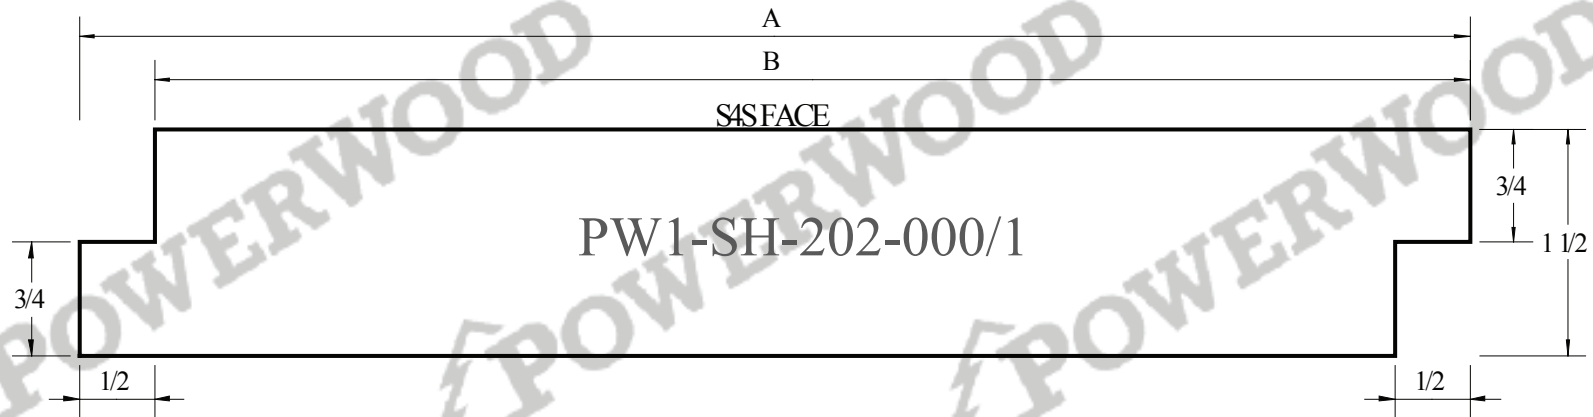 A
B
S4S FACE
3/4
PW1-SH-202-000/1
1 1/2
3/4
1/2
1/2
POWERWOOD
POWERWOOD
POWERWOOD